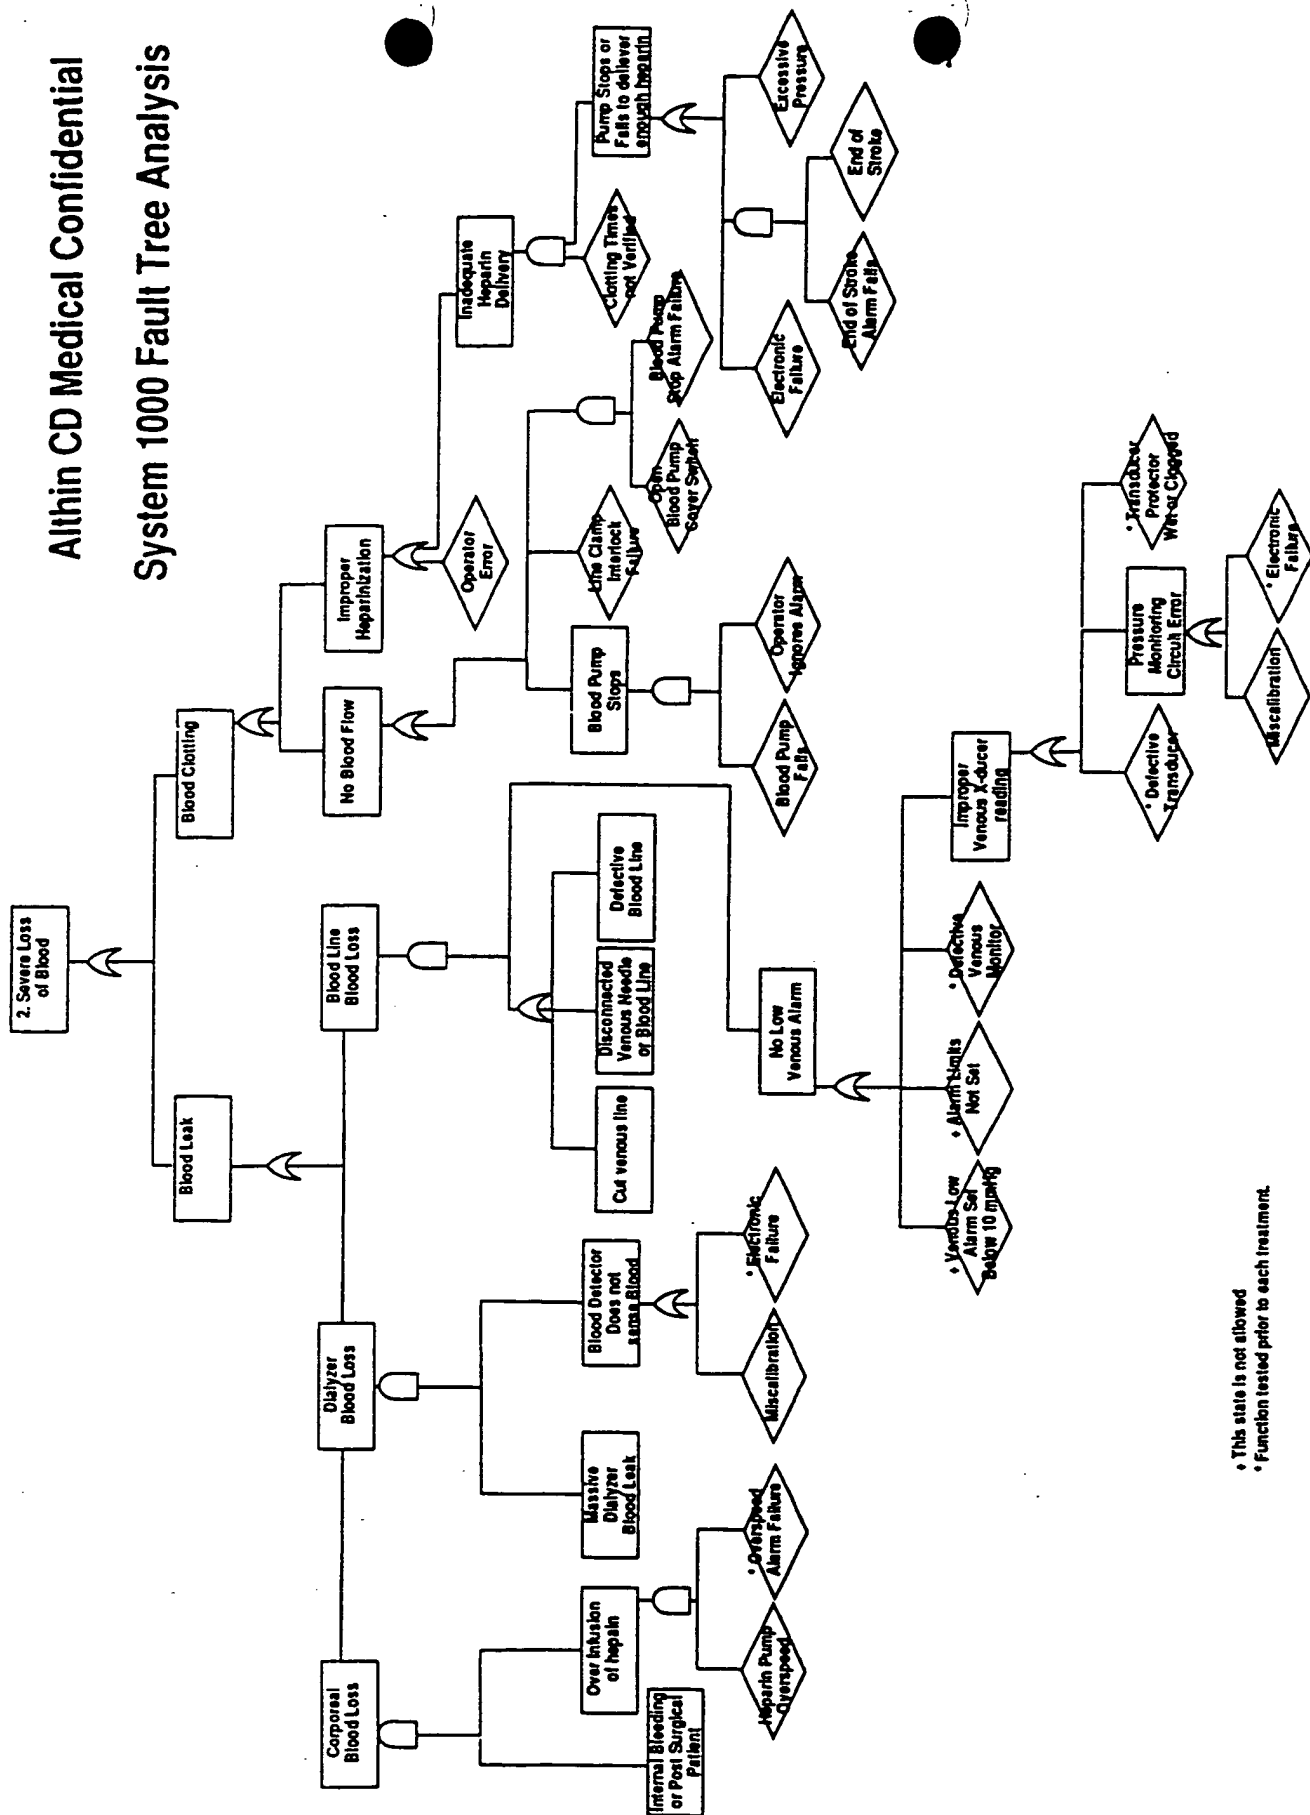 Althin CD Medical Confidential
System 1000 Fault Tree Analysis
2. Severe Loss
of Blood
Blood Leak
Blood Clotting
Corporeal
Blood Loss
Dialyzer
Blood Loss
Blood Line
Blood Loss
No Blood Flow
Improper
Heparinization
Operator
Error
Inadequate
Heparin
Delivery
Clotting Times
not Verified
Pump Stops or
Fails to deliever
enough heparin
Internal Bleeding
or Post Surgical
Patient
Over Infusion
of hepain
Massive
Dialyzer
Blood Leak
Blood Detector
Does not
sense Blood
Cut venous line
Disconnected
Venous Needle
or Blood Line
Defective
Blood Line
Blood Pump
Stops
Line Clamp
Interlock
Failure
Open
Blood Pump
Cover Switch
Blood Pump
Stop Alarm Failure
Heparin Pump
Overspeed
* Overspeed
Alarm Failure
Miscalibration
* Electronic
Failure
No Low
Venous Alarm
Blood Pump
Fails
Operator
Ignores Alarm
Electronic
Failure
Excessive
Pressure
End of Stroke
Alarm Fails
End of
Stroke
+ Venous Low
Alarm Set
Below 10 mmHg
+ Alarm Limits
Not Set
* Defective
Venous
Monitor
Improper
Venous X-ducer
reading
* Defective
Transducer
Pressure
Monitoring
Circuit Error
* Transducer
Protector
Wet or Clogged
Miscalibration
* Electronic
Failure
+ This state is not allowed
* Function tested prior to each treatment.